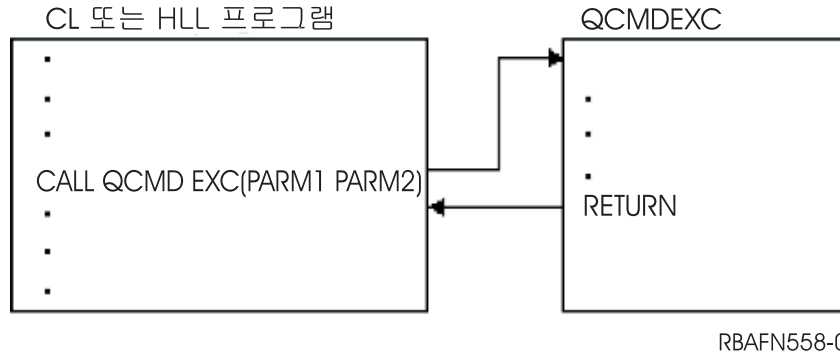 CL 또는 HLL 프로그램
CALL QCMD EXC(PARM1 PARM2)
QCMDEXC
RETURN
RBAFN558-0